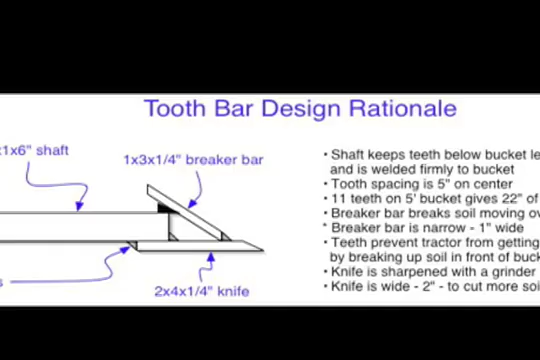 Tooth Bar Design Rationale
x1x6" shaft
1x3x1/4" breaker bar
2x4x1/4" knife
• Shaft keeps teeth below bucket le
and is welded firmly to bucket
• Tooth spacing is 5" on center
• 11 teeth on 5' bucket gives 22" of
• Breaker bar breaks soil moving ov
• Breaker bar is narrow - 1" wide
• Teeth prevent tractor from getting
by breaking up soil in front of buck
• Knife is sharpened with a grinder
• Knife is wide - 2" - to cut more soi